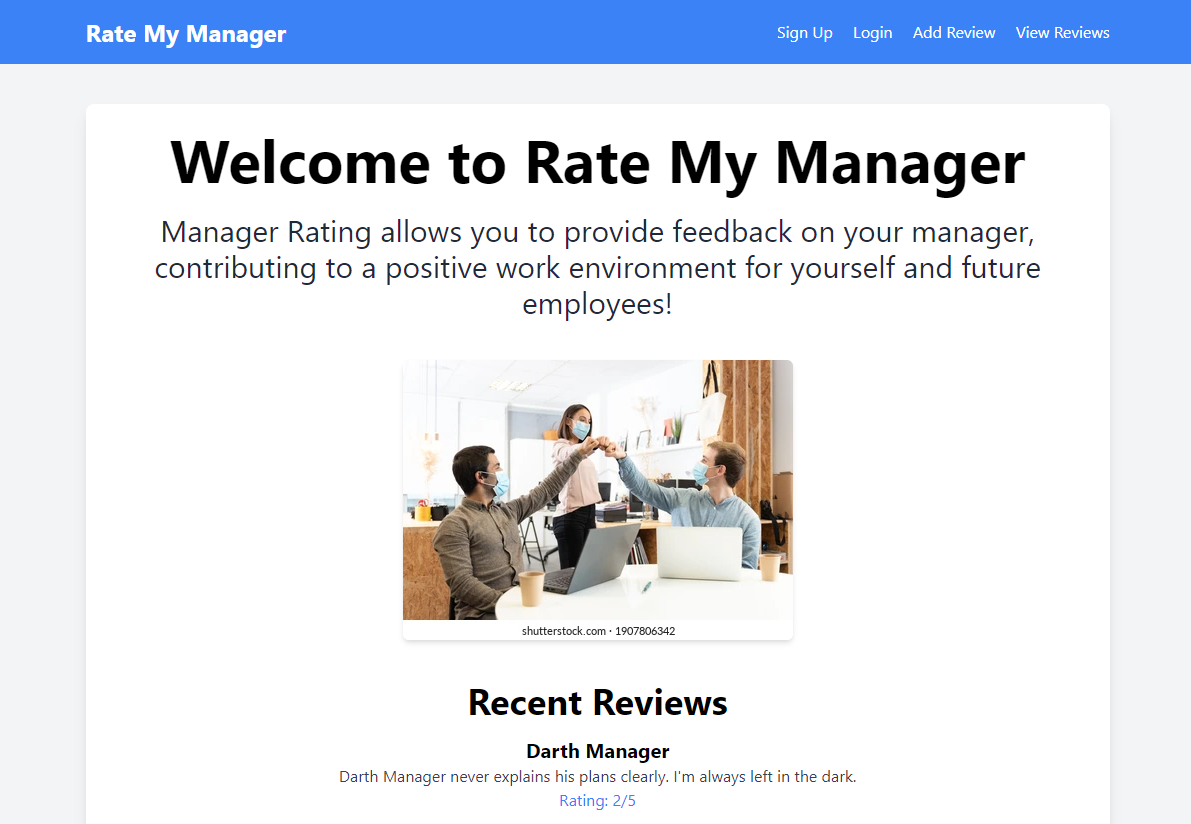 Rate My Manager
Sign Up Login Add Review View Reviews
Welcome to Rate My Manager
Manager Rating allows you to provide feedback on your manager,
contributing to a positive work environment for yourself and future
employees!
shutterstock.com · 1907806342
Recent Reviews
Darth Manager
Darth Manager never explains his plans clearly. I'm always left in the dark.
Rating: 2/5